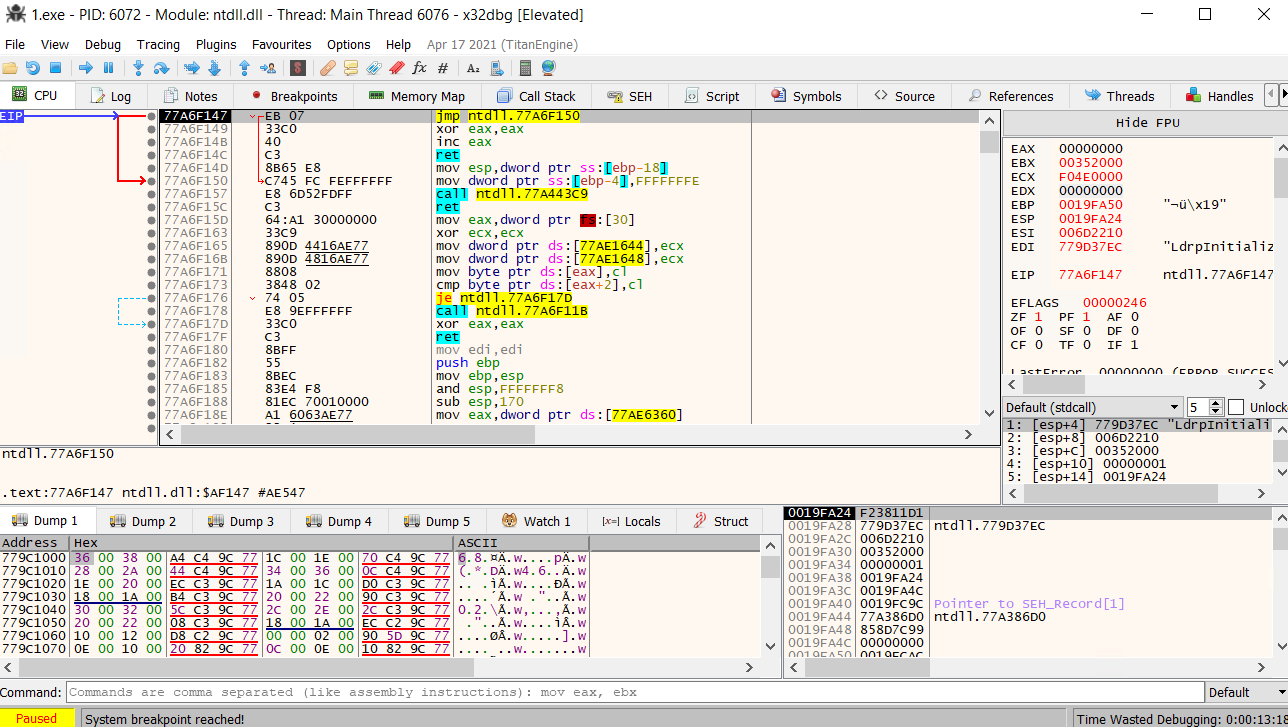 1.exe - PID: 6072 - Module: ntdll.dll - Thread: Main Thread 6076 - x32dbg [Elevated]
File View Debug Tracing Plugins Favourites Options Help Apr 17 2021 (TitanEngine)
CPU Log Notes Breakpoints Memory Map Call Stack SEH Script Symbols Source References Threads Handles
EIP
77A6F147 EB 07 jmp ntdll.77A6F150
77A6F149 33C0 xor eax,eax
77A6F14B 40 inc eax
77A6F14C C3 ret
77A6F14D 8B65 E8 mov esp,dword ptr ss:[ebp-18]
77A6F150 C745 FC FEFFFFFF mov dword ptr ss:[ebp-4],FFFFFFFE
77A6F157 E8 6D52FDFF call ntdll.77A443C9
77A6F15C C3 ret
77A6F15D 64:A1 30000000 mov eax,dword ptr fs:[30]
77A6F163 33C9 xor ecx,ecx
77A6F165 890D 4416AE77 mov dword ptr ds:[77AE1644],ecx
77A6F16B 890D 4816AE77 mov dword ptr ds:[77AE1648],ecx
77A6F171 8808 mov byte ptr ds:[eax],cl
77A6F173 3848 02 cmp byte ptr ds:[eax+2],cl
77A6F176 74 05 je ntdll.77A6F17D
77A6F178 E8 9EFFFFFF call ntdll.77A6F11B
77A6F17D 33C0 xor eax,eax
77A6F17F C3 ret
77A6F180 8BFF mov edi,edi
77A6F182 55 push ebp
77A6F183 8BEC mov ebp,esp
77A6F185 83E4 F8 and esp,FFFFFFF8
77A6F188 81EC 70010000 sub esp,170
77A6F18E A1 6063AE77 mov eax,dword ptr ds:[77AE6360]
Hide FPU
EAX 00000000
EBX 00352000
ECX F04E0000
EDX 00000000
EBP 0019FA50 "¬ü\x19"
ESP 0019FA24
ESI 006D2210
EDI 779D37EC "LdrpInitializ
EIP 77A6F147 ntdll.77A6F147
EFLAGS 00000246
ZF 1 PF 1 AF 0
OF 0 SF 0 DF 0
CF 0 TF 0 IF 1
LastError 00000000 (ERROR_SUCCESS
Default (stdcall) 5 Unlock
1: [esp+4] 779D37EC "LdrpInitiali
2: [esp+8] 006D2210
3: [esp+C] 00352000
4: [esp+10] 00000001
5: [esp+14] 0019FA24
ntdll.77A6F150
.text:77A6F147 ntdll.dll:$AF147 #AE547
Dump 1 Dump 2 Dump 3 Dump 4 Dump 5 Watch 1 [x=] Locals Struct
Address Hex ASCII
779C1000 36 00 38 00 A4 C4 9C 77 1C 00 1E 00 70 C4 9C 77 6.8.¤Ä.w....pÄ.w
779C1010 28 00 2A 00 44 C4 9C 77 34 00 36 00 0C C4 9C 77 (.*.DÄ.w4.6..Ä.w
779C1020 1E 00 20 00 EC C3 9C 77 1A 00 1C 00 D0 C3 9C 77 .. .ìÃ.w....ÐÃ.w
779C1030 18 00 1A 00 B4 C3 9C 77 20 00 22 00 90 C3 9C 77 ....´Ã.w ."..Ã.w
779C1040 30 00 32 00 5C C3 9C 77 2C 00 2E 00 2C C3 9C 77 0.2.\Ã.w,...,Ã.w
779C1050 20 00 22 00 08 C3 9C 77 18 00 1A 00 EC C2 9C 77 ."..Ã.w....ìÂ.w
779C1060 10 00 12 00 D8 C2 9C 77 00 00 02 00 90 5D 9C 77 ....ØÂ.w.....].w
779C1070 0E 00 10 00 20 82 9C 77 0C 00 0E 00 10 82 9C 77 .... ..w.......w
0019FA24 F23811D1
0019FA28 779D37EC ntdll.779D37EC
0019FA2C 006D2210
0019FA30 00352000
0019FA34 00000001
0019FA38 0019FA24
0019FA3C 0019FA4C
0019FA40 0019FC9C Pointer to SEH_Record[1]
0019FA44 77A386D0 ntdll.77A386D0
0019FA48 858D7C99
0019FA4C 00000000
0019FA50 0019FCAC
Command: Commands are comma separated (like assembly instructions): mov eax, ebx Default
Paused System breakpoint reached! Time Wasted Debugging: 0:00:13:18